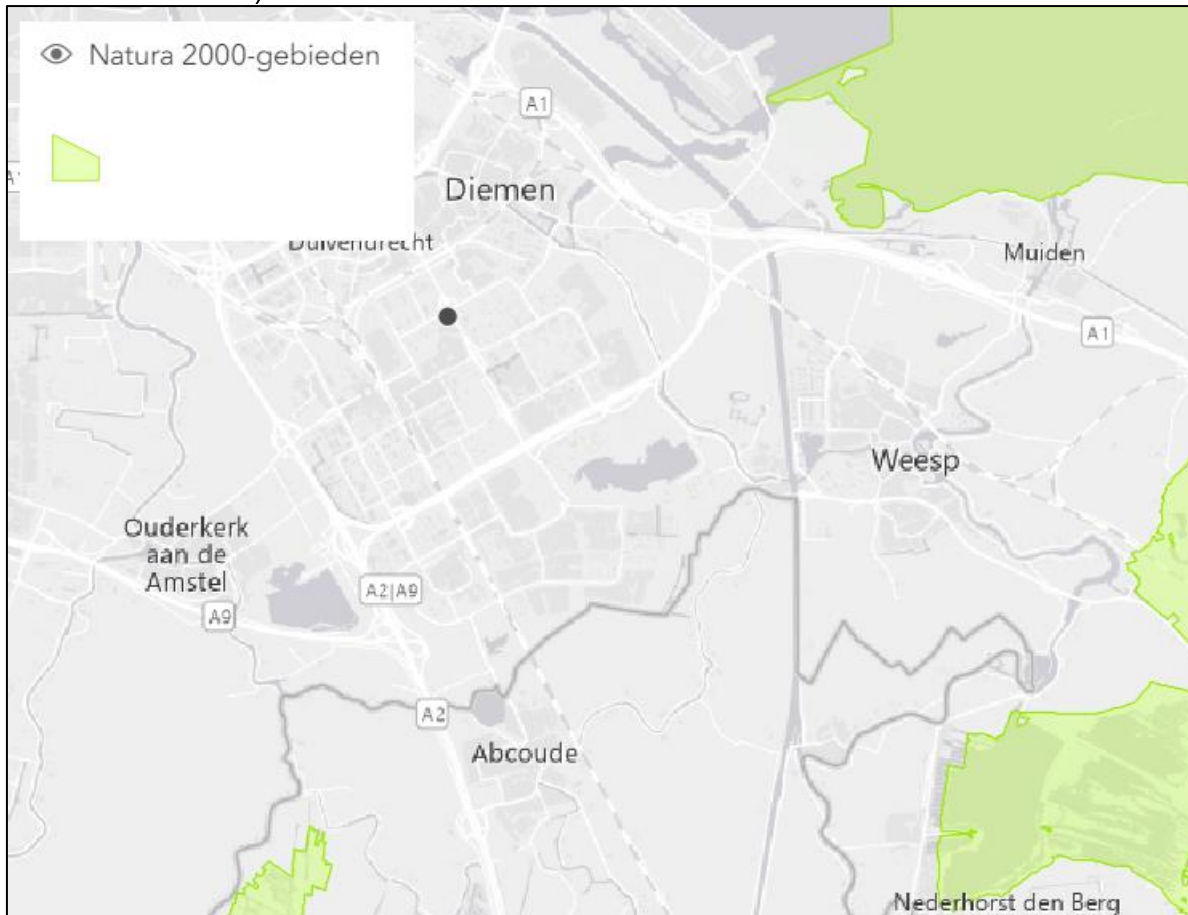 Natura 2000-gebieden
A1
Diemen
Duivendrecht
Muiden
A1
Weesp
Ouderkerk
aan de
Amstel
A2|A9
A9
A2
Abcoude
Nederhorst den Berg